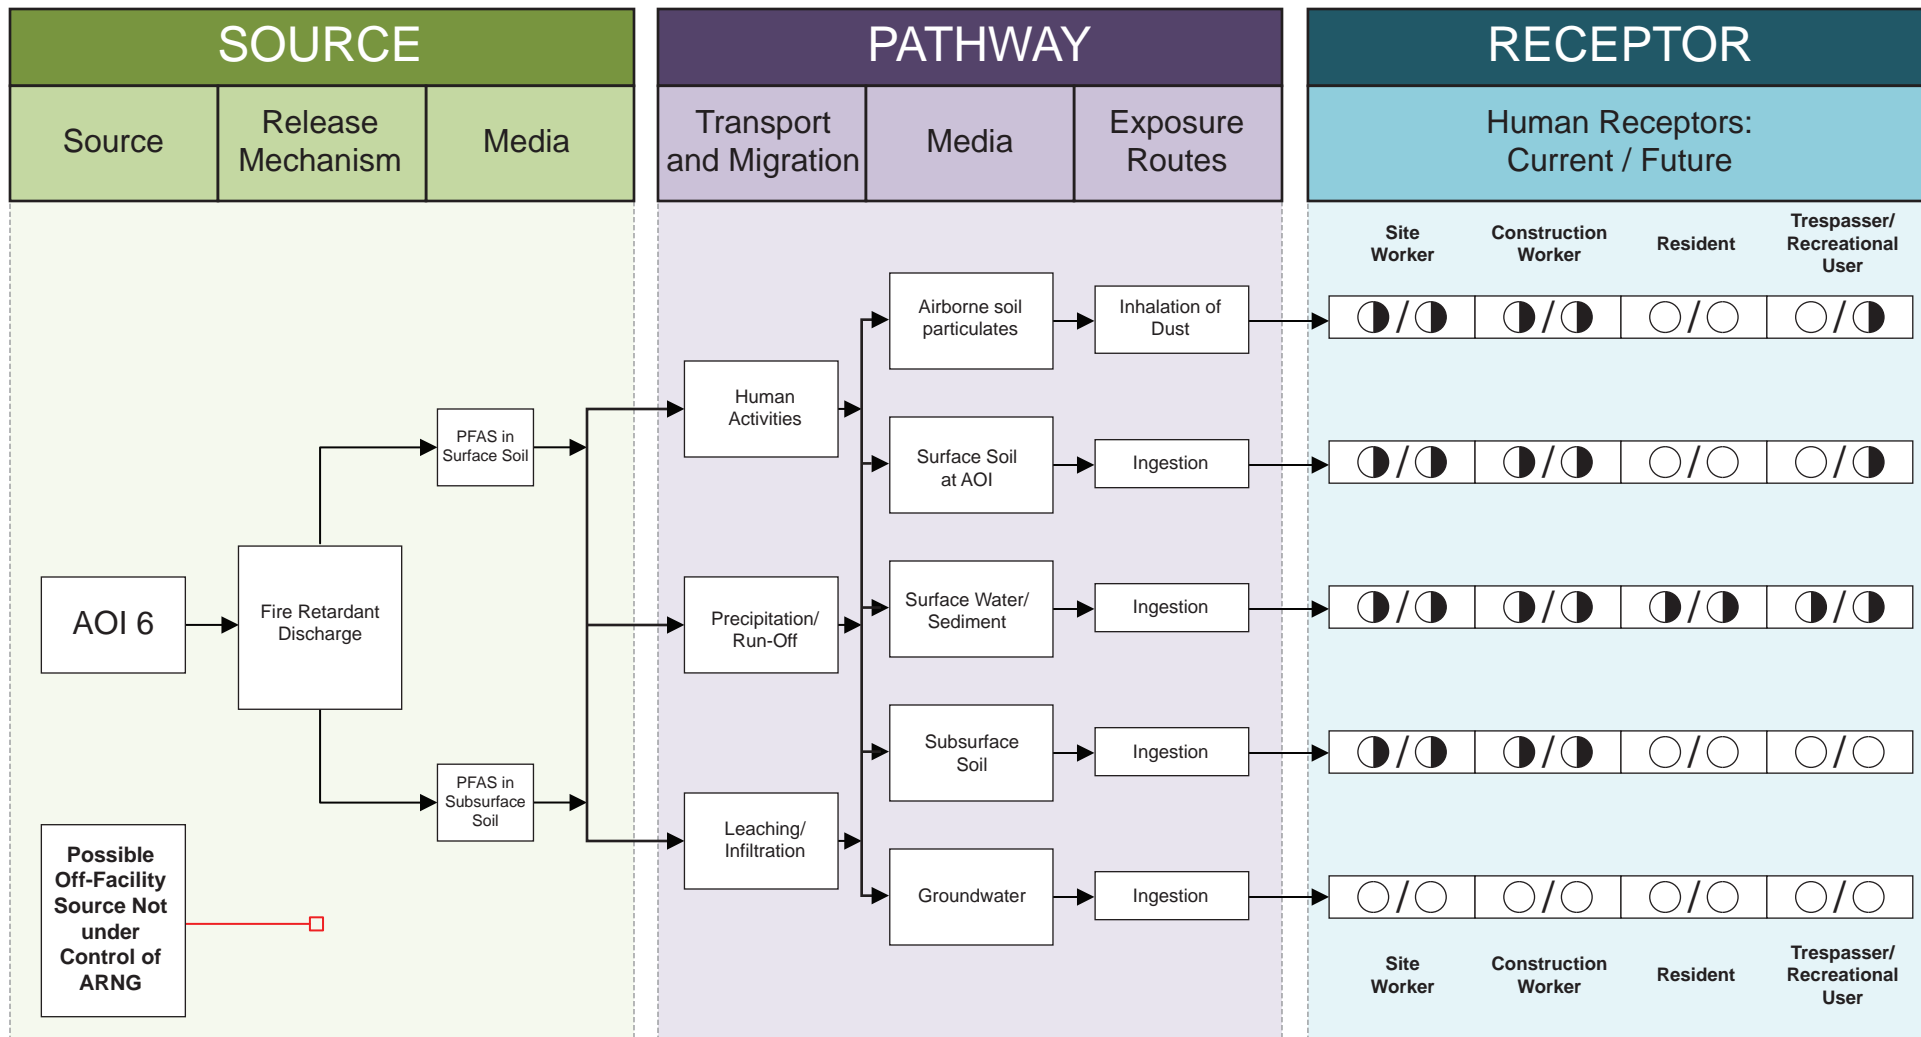 SOURCE
PATHWAY
RECEPTOR
Source
Release
Mechanism
Media
Transport
and Migration
Media
Exposure
Routes
Human Receptors:
Current / Future
Site
Worker
Construction
Worker
Resident
Trespasser/
Recreational
User
Airborne soil
particulates
Inhalation of
Dust
/
/
/
/
Human
Activities
PFAS in
Surface Soil
Surface Soil
at AOI
Ingestion
/
/
/
/
AOI 6
Fire Retardant
Discharge
Precipitation/
Run-Off
Surface Water/
Sediment
Ingestion
/
/
/
/
Subsurface
Soil
Ingestion
/
/
/
/
PFAS in
Subsurface
Soil
Leaching/
Infiltration
Possible
Off-Facility
Source Not
under
Control of
ARNG
Groundwater
Ingestion
/
/
/
/
Site
Worker
Construction
Worker
Resident
Trespasser/
Recreational
User